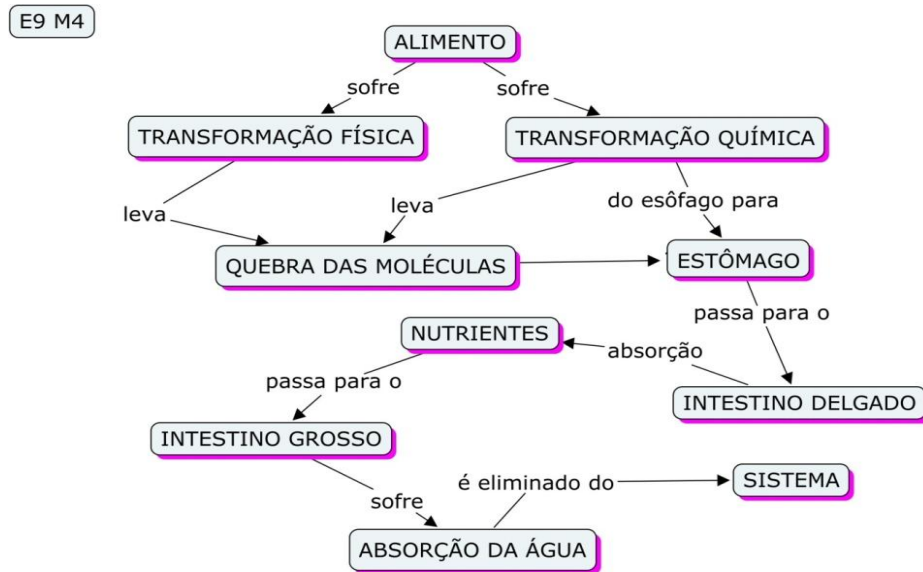 E9 M4
ALIMENTO
sofre
sofre
TRANSFORMAÇÃO FÍSICA
TRANSFORMAÇÃO QUÍMICA
leva
leva
do esôfago para
QUEBRA DAS MOLÉCULAS
ESTÔMAGO
passa para o
NUTRIENTES
absorção
passa para o
INTESTINO DELGADO
INTESTINO GROSSO
sofre
é eliminado do
SISTEMA
ABSORÇÃO DA ÁGUA